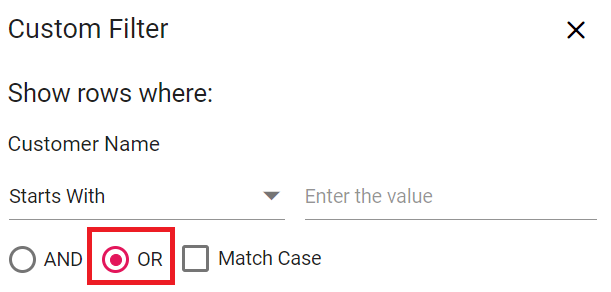 Custom Filter
Show rows where:
Customer Name
Starts With Enter the value
AND OR Match Case